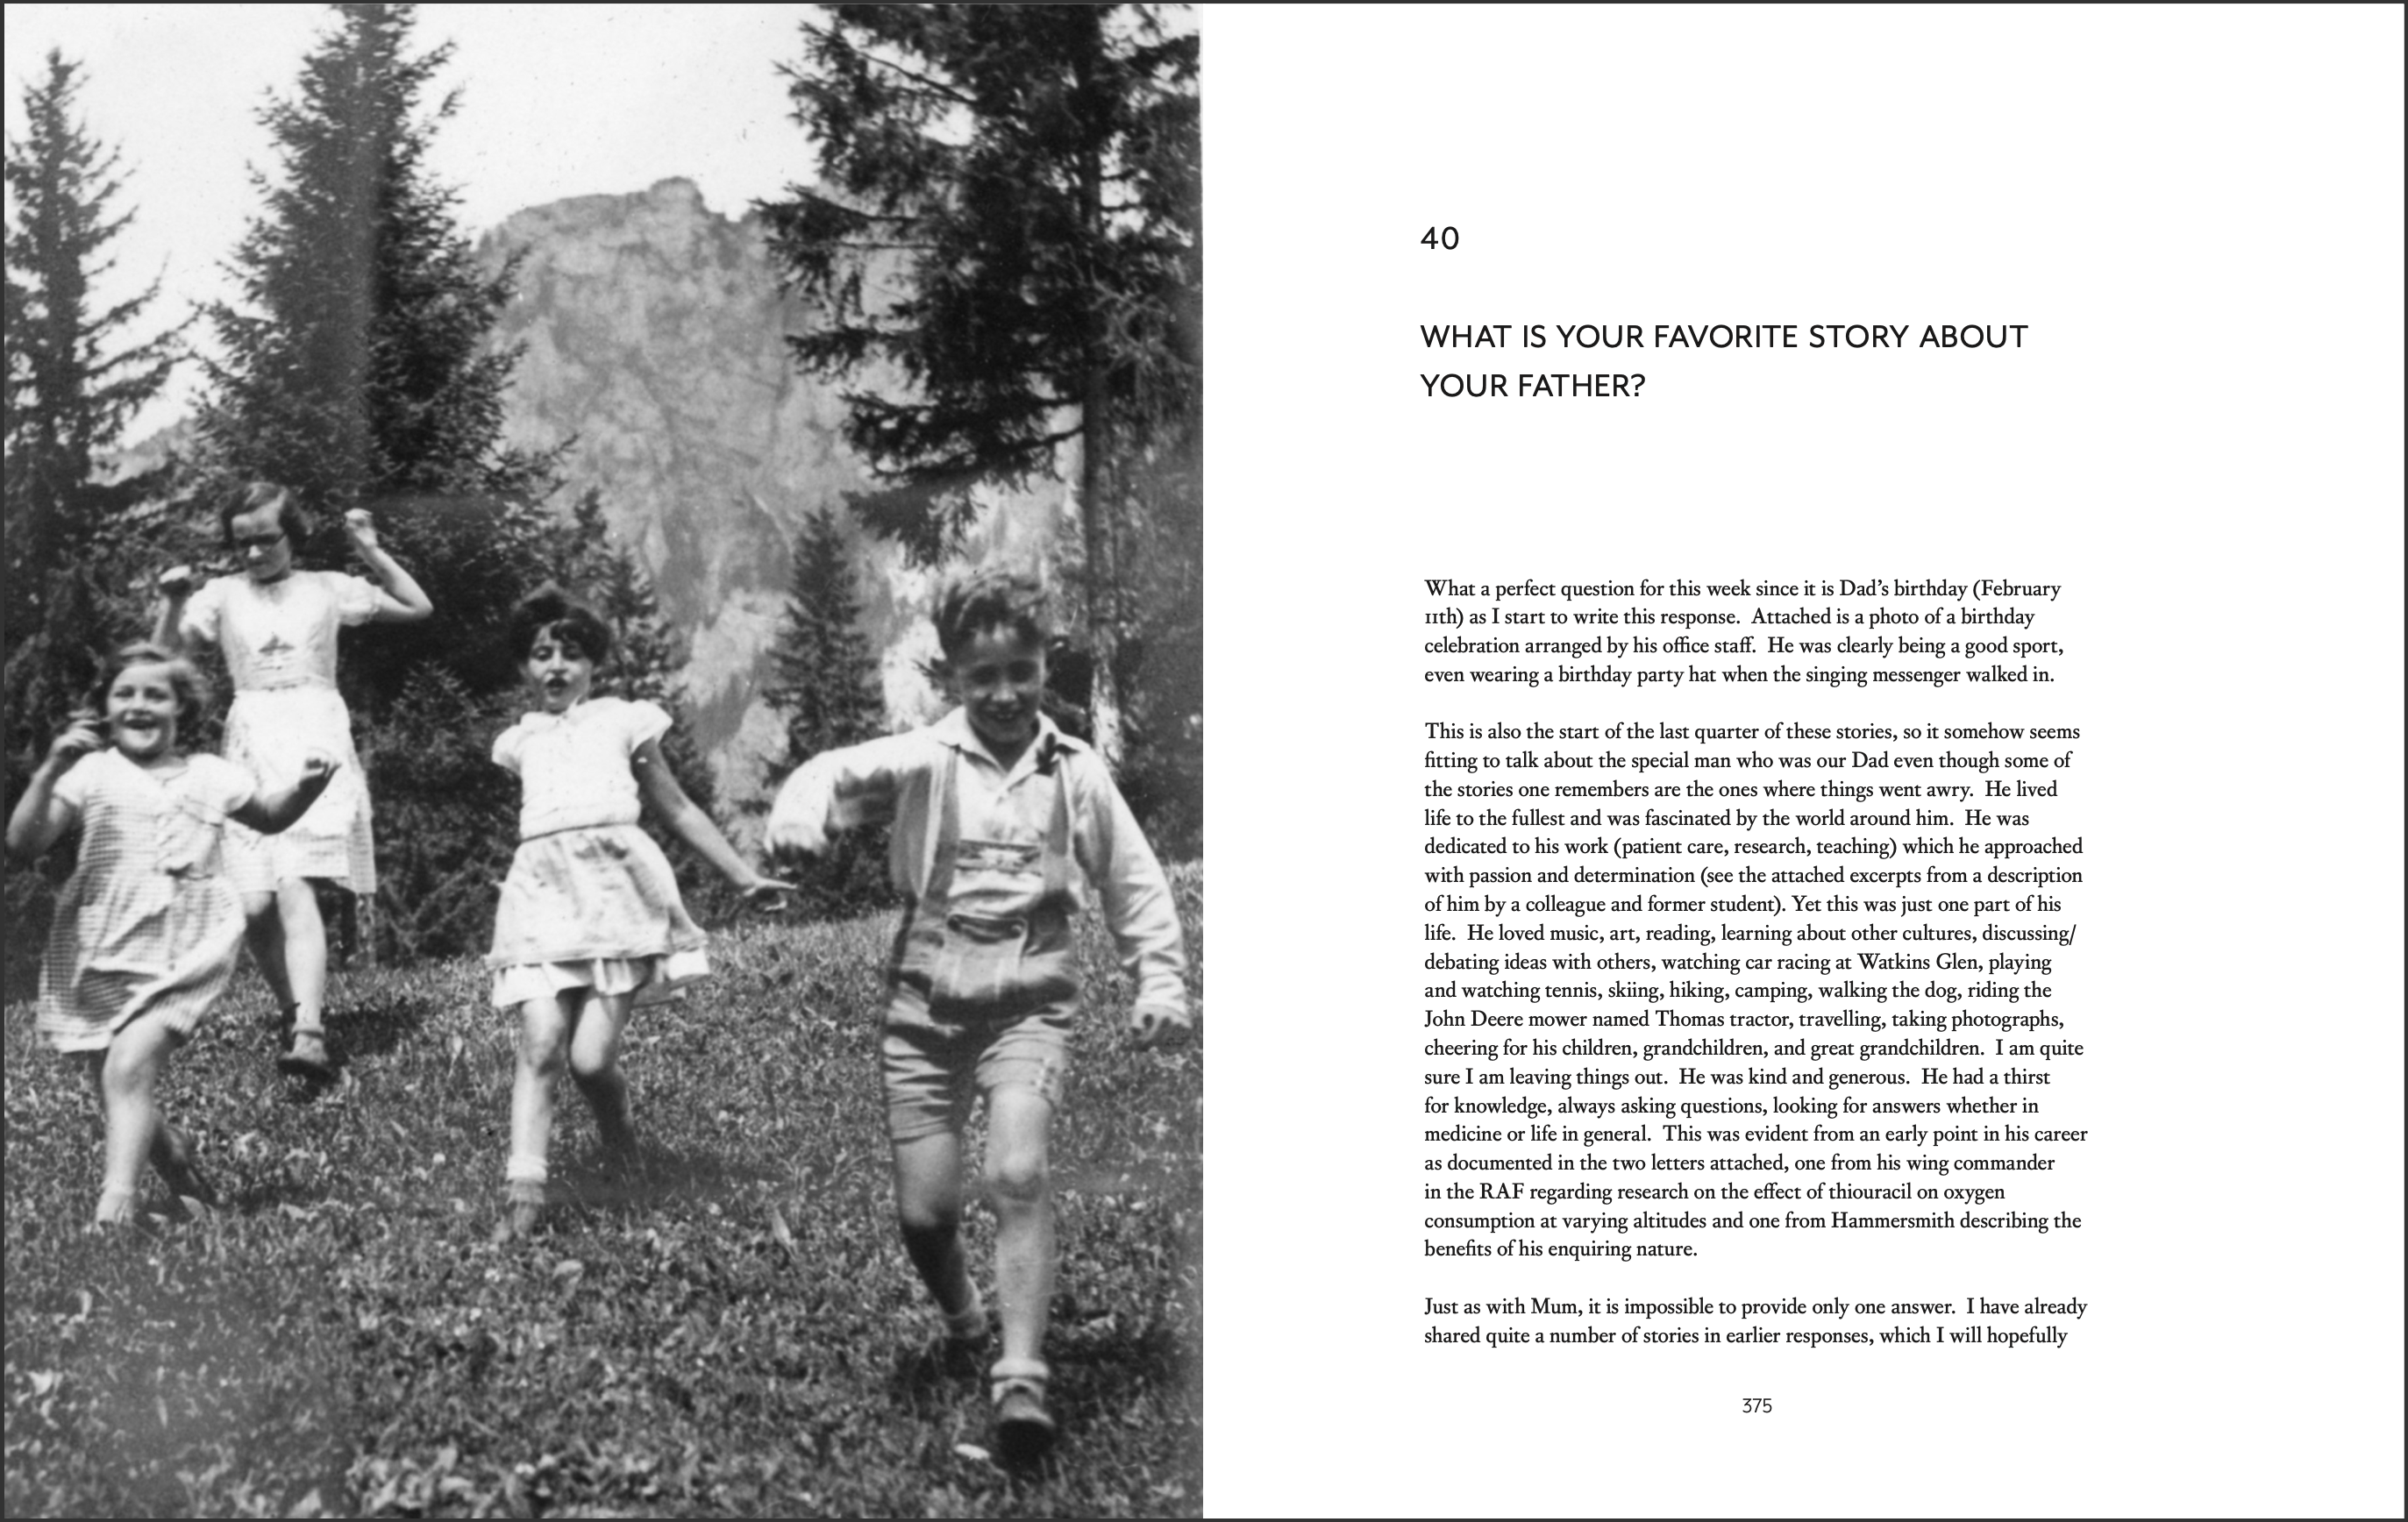 40
WHAT IS YOUR FAVORITE STORY ABOUT
YOUR FATHER?
What a perfect question for this week since it is Dad’s birthday (February
11th) as I start to write this response.  Attached is a photo of a birthday
celebration arranged by his office staff.  He was clearly being a good sport,
even wearing a birthday party hat when the singing messenger walked in.
This is also the start of the last quarter of these stories, so it somehow seems
fitting to talk about the special man who was our Dad even though some of
the stories one remembers are the ones where things went awry.  He lived
life to the fullest and was fascinated by the world around him.  He was
dedicated to his work (patient care, research, teaching) which he approached
with passion and determination (see the attached excerpts from a description
of him by a colleague and former student). Yet this was just one part of his
life.  He loved music, art, reading, learning about other cultures, discussing/
debating ideas with others, watching car racing at Watkins Glen, playing
and watching tennis, skiing, hiking, camping, walking the dog, riding the
John Deere mower named Thomas tractor, travelling, taking photographs,
cheering for his children, grandchildren, and great grandchildren.  I am quite
sure I am leaving things out.  He was kind and generous.  He had a thirst
for knowledge, always asking questions, looking for answers whether in
medicine or life in general.  This was evident from an early point in his career
as documented in the two letters attached, one from his wing commander
in the RAF regarding research on the effect of thiouracil on oxygen
consumption at varying altitudes and one from Hammersmith describing the
benefits of his enquiring nature.
Just as with Mum, it is impossible to provide only one answer.  I have already
shared quite a number of stories in earlier responses, which I will hopefully
375